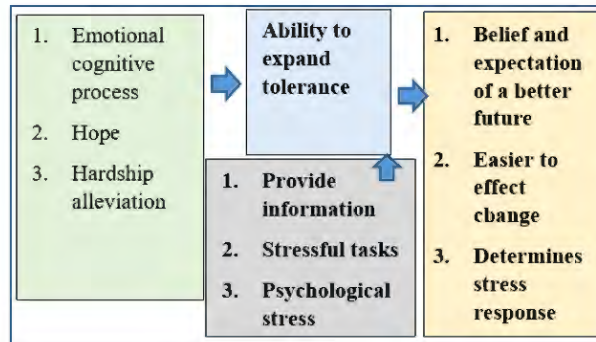 1. Emotional
cognitive
process
2. Hope
3. Hardship
alleviation
Ability to
expand
tolerance
1. Provide
information
2. Stressful tasks
3. Psychological
stress
1. Belief and
expectation
of a better
future
2. Easier to
effect
change
3. Determines
stress
response